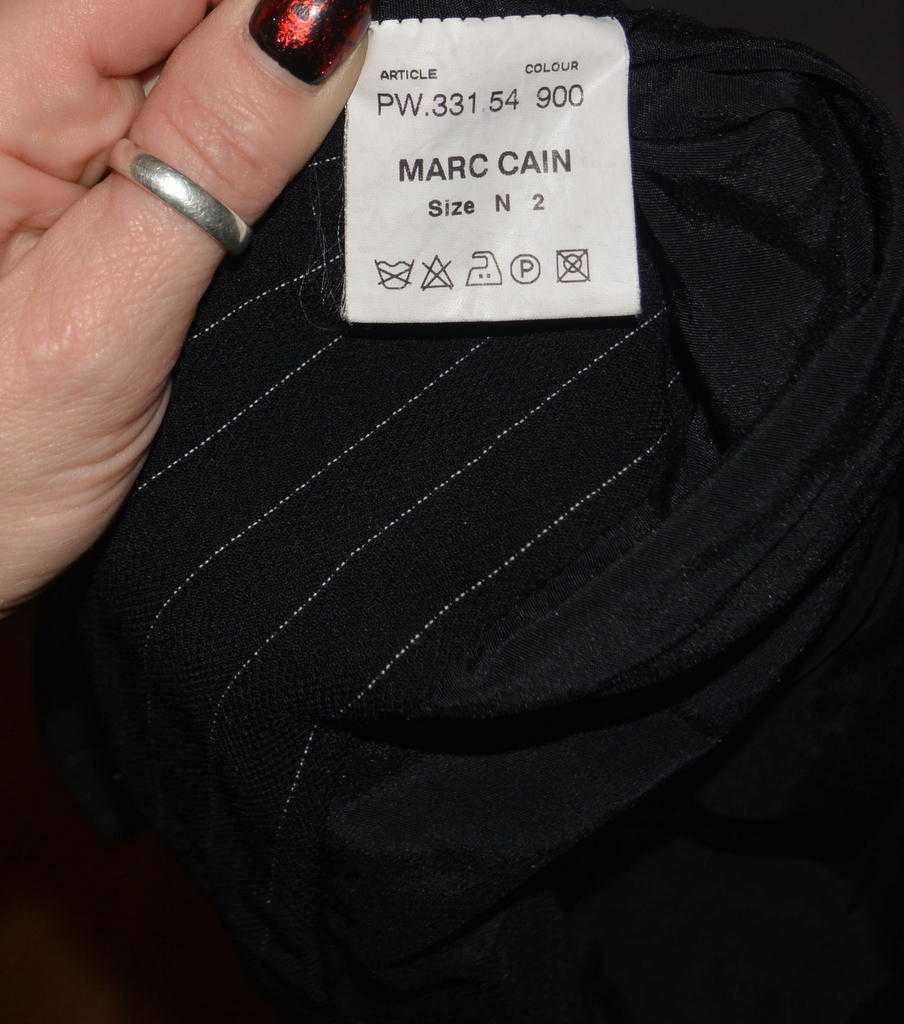 ARTICLE COLOUR
PW.331.54 900
MARC CAIN
Size N 2
P